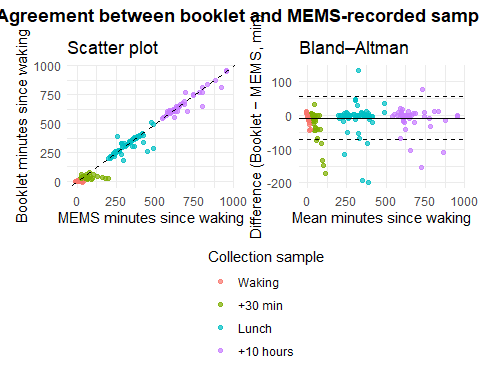 Agreement between booklet and MEMS-recorded samp
Scatter plot
Booklet minutes since waking
1000
750
500
250
0
0 250 500 750 1000
MEMS minutes since waking
Bland–Altman
Difference (Booklet − MEMS, min
100
0
-100
-200
0 250 500 750 1000
Mean minutes since waking
Collection sample
Waking
+30 min
Lunch
+10 hours